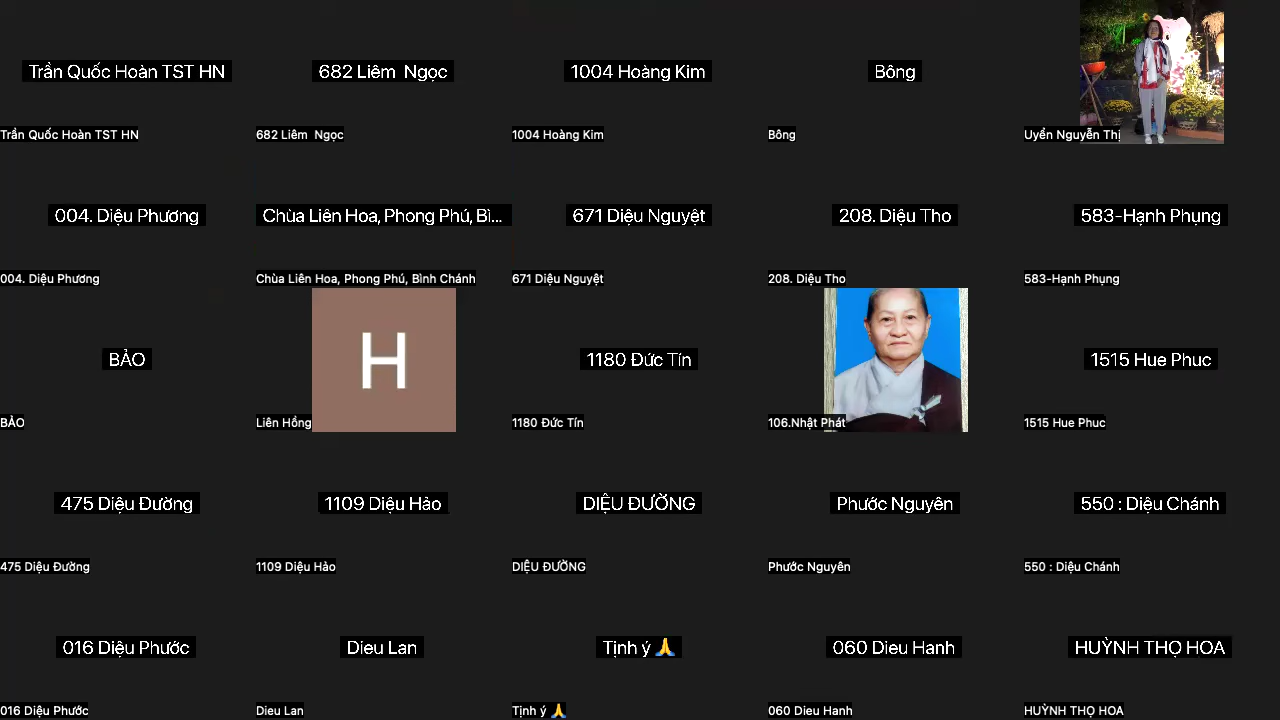 Trần Quốc Hoàn TST HN
682 Liêm Ngọc
1004 Hoàng Kim
Bông
Trần Quốc Hoàn TST HN
682 Liêm Ngọc
1004 Hoàng Kim
Bông
Uyển Nguyễn Thị
004. Diệu Phương
Chùa Liên Hoa, Phong Phú, Bì...
671 Diệu Nguyệt
208. Diệu Tho
583-Hạnh Phụng
004. Diệu Phương
Chùa Liên Hoa, Phong Phú, Bình Chánh
671 Diệu Nguyệt
208. Diệu Tho
583-Hạnh Phụng
BẢO
H
1180 Đức Tín
1515 Hue Phuc
BẢO
Liên Hồng
1180 Đức Tín
106.Nhật Phát
1515 Hue Phuc
475 Diệu Đường
1109 Diệu Hảo
DIỆU ĐƯỜNG
Phước Nguyên
550 : Diệu Chánh
475 Diệu Đường
1109 Diệu Hảo
DIỆU ĐƯỜNG
Phước Nguyên
550 : Diệu Chánh
016 Diệu Phước
Dieu Lan
Tịnh ý 🙏
060 Dieu Hanh
HUỲNH THỌ HOA
016 Diệu Phước
Dieu Lan
Tịnh ý 🙏
060 Dieu Hanh
HUỲNH THỌ HOA